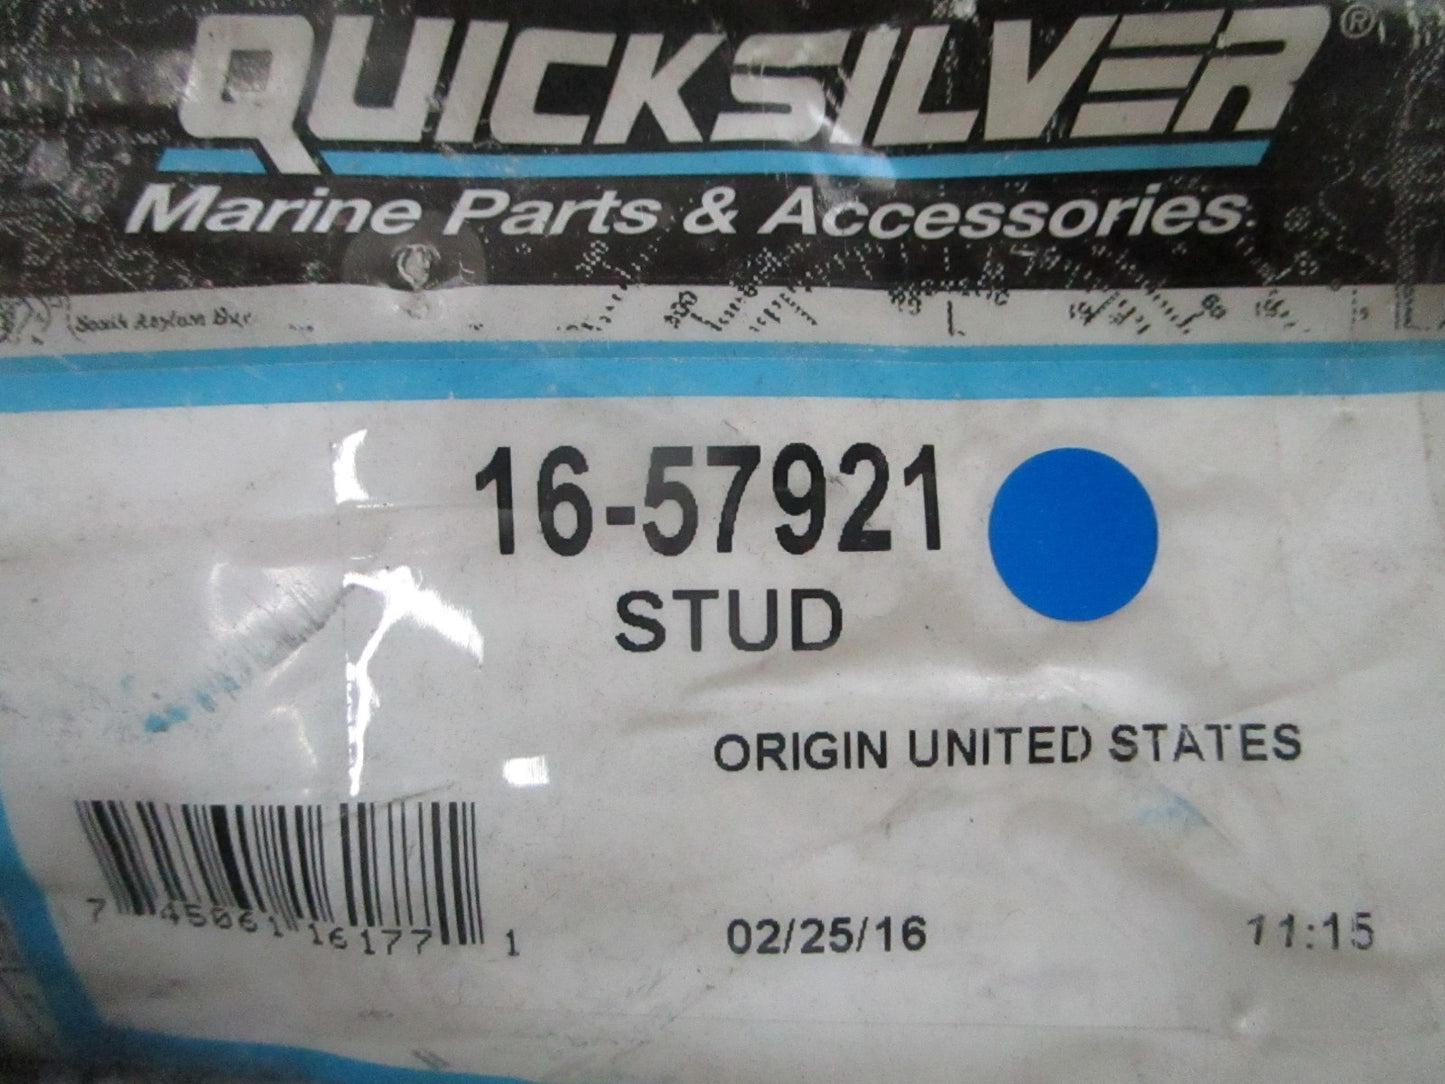 QUICKSILVER®
Marine Parts & Accessories
16-57921
STUD
ORIGIN UNITED STATES
7 45061 16177 1
02/25/16 11:15